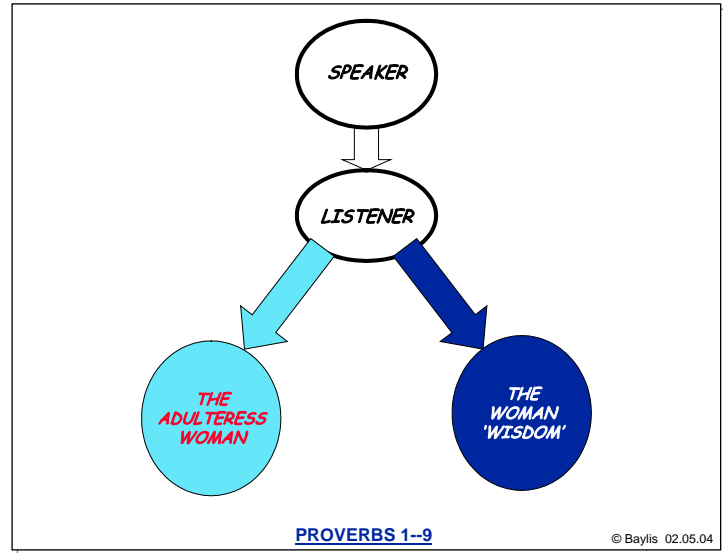 SPEAKER
LISTENER
THE
ADULTERESS
WOMAN
THE
WOMAN
'WISDOM'
PROVERBS 1--9
© Baylis 02.05.04